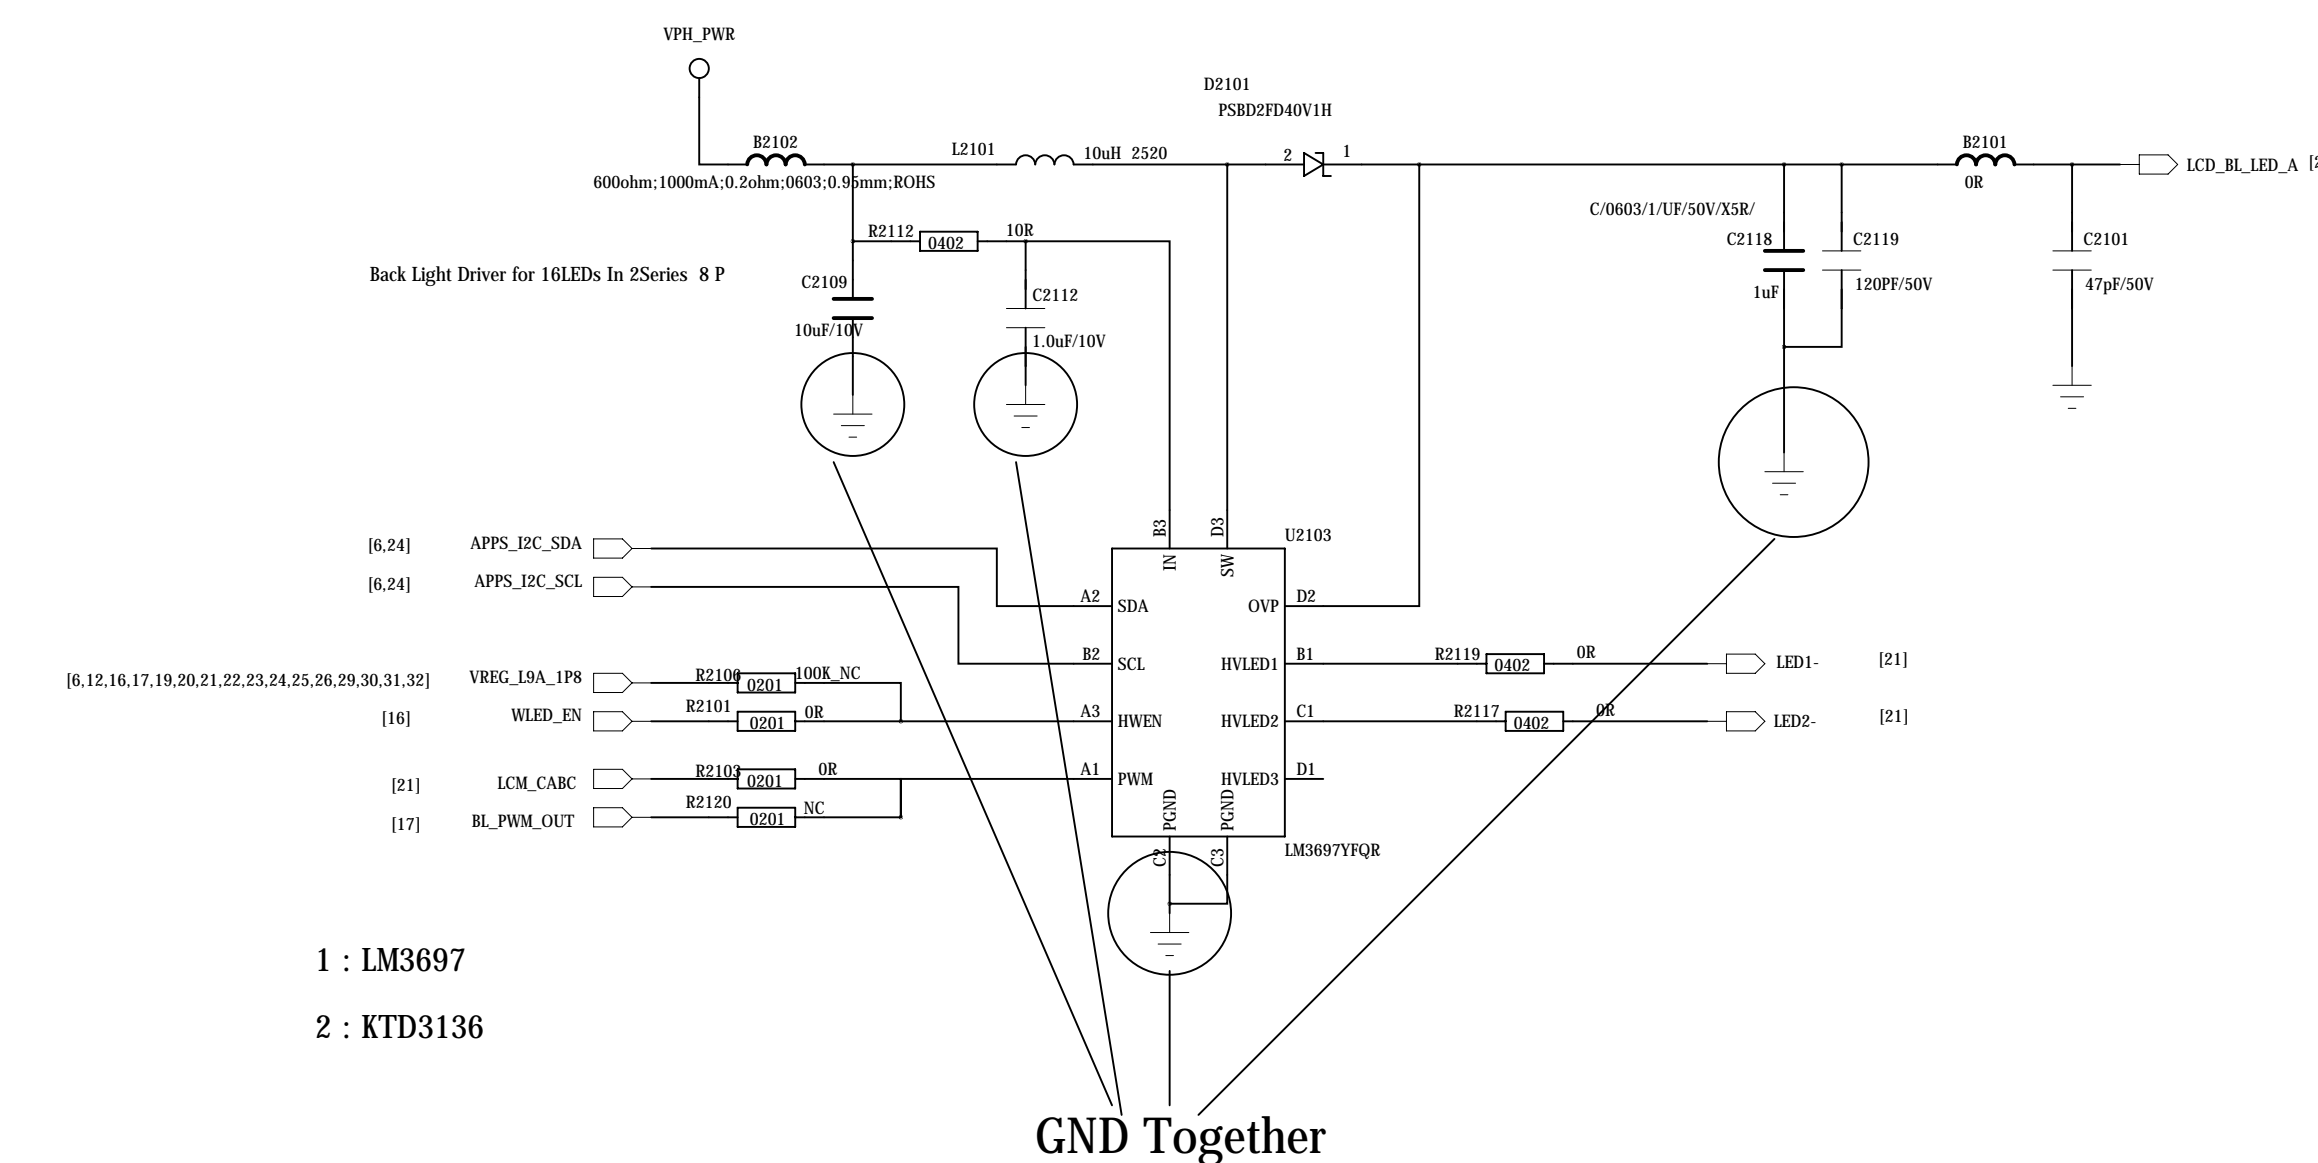 VPH_PWR
D2101
PSBD2FD40V1H
B2102
L2101
10uH 2520
2
1
B2101
0R
LCD_BL_LED_A
600ohm;1000mA;0.2ohm;0603;0.95mm;ROHS
C/0603/1/UF/50V/X5R/
R2112
0402
10R
C2118
C2119
C2101
Back Light Driver for 16LEDs In 2Series 8 P
C2109
C2112
1uF
120PF/50V
47pF/50V
10uF/10V
1.0uF/10V
B3
D3
U2103
[6,24]
APPS_I2C_SDA
IN
SW
[6,24]
APPS_I2C_SCL
A2
SDA
OVP
D2
B2
SCL
HVLED1
B1
R2119
0402
0R
LED1-
[21]
[6,12,16,17,19,20,21,22,23,24,25,26,29,30,31,32]
VREG_L9A_1P8
R2106
0201
100K_NC
[16]
WLED_EN
R2101
0201
0R
A3
HWEN
HVLED2
C1
R2117
0402
0R
LED2-
[21]
[21]
LCM_CABC
R2103
0201
0R
A1
PWM
HVLED3
D1
[17]
BL_PWM_OUT
R2120
0201
NC
PGND
PGND
C2
C3
LM3697YFQR
1 : LM3697
2 : KTD3136
GND Together